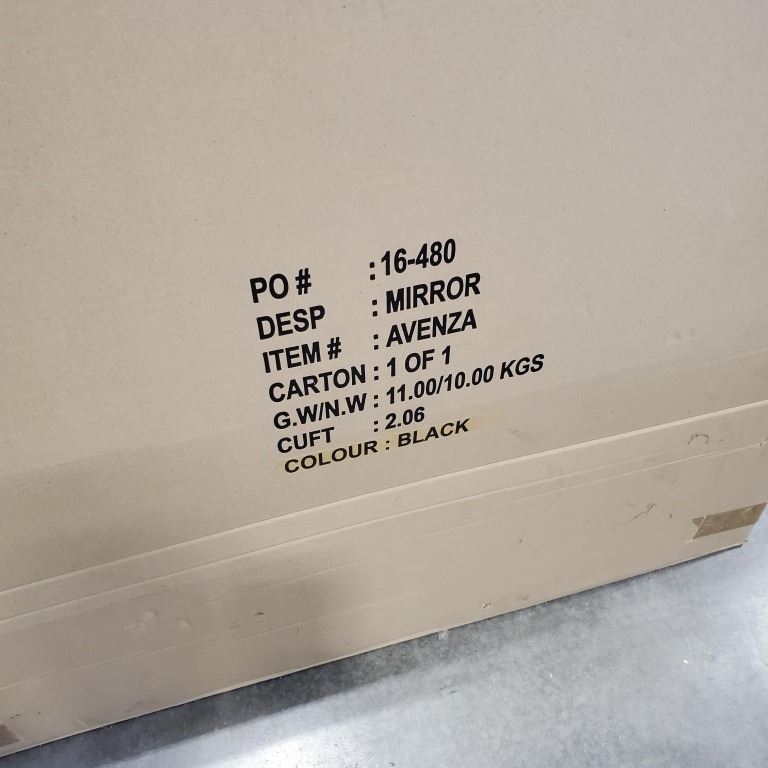 PO # : 16-480
DESP : MIRROR
ITEM # : AVENZA
CARTON : 1 OF 1
G.W/N.W : 11.00/10.00 KGS
CUFT : 2.06
COLOUR : BLACK